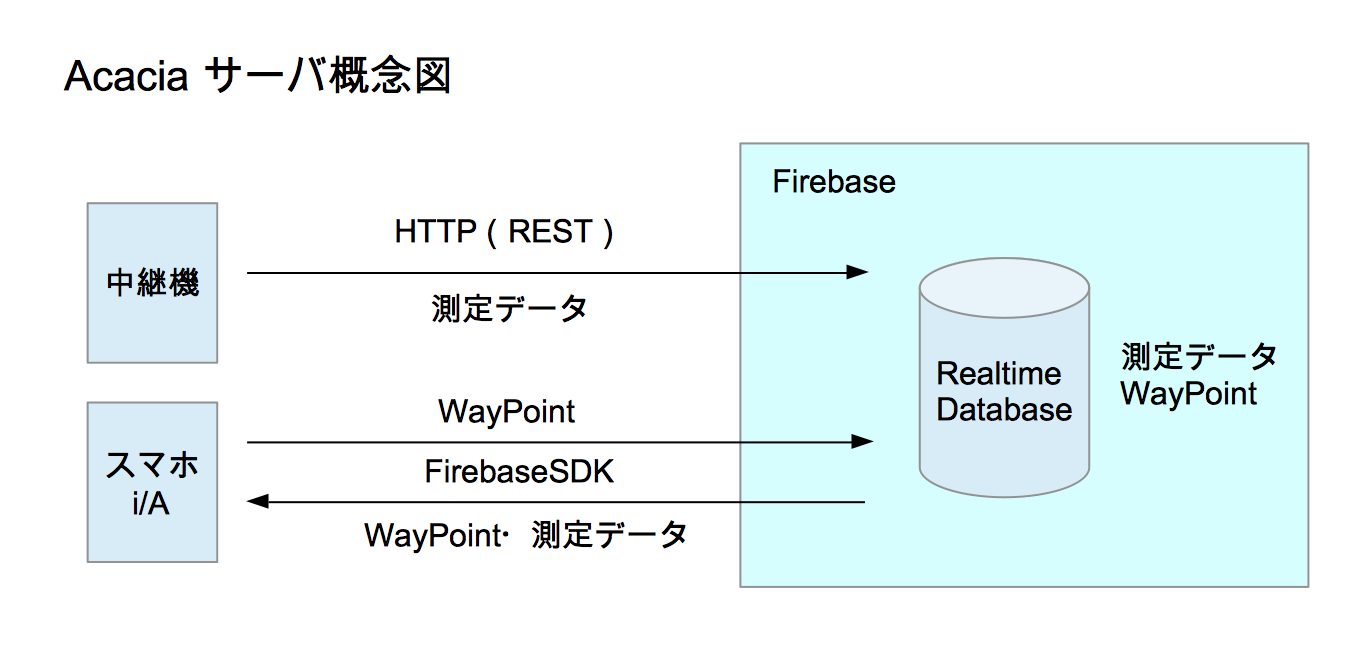 Acacia サーバ概念図
Firebase
HTTP ( REST )
中継機
測定データ
Realtime
Database
測定データ
WayPoint
WayPoint
スマホ
i/A
FirebaseSDK
WayPoint・ 測定データ